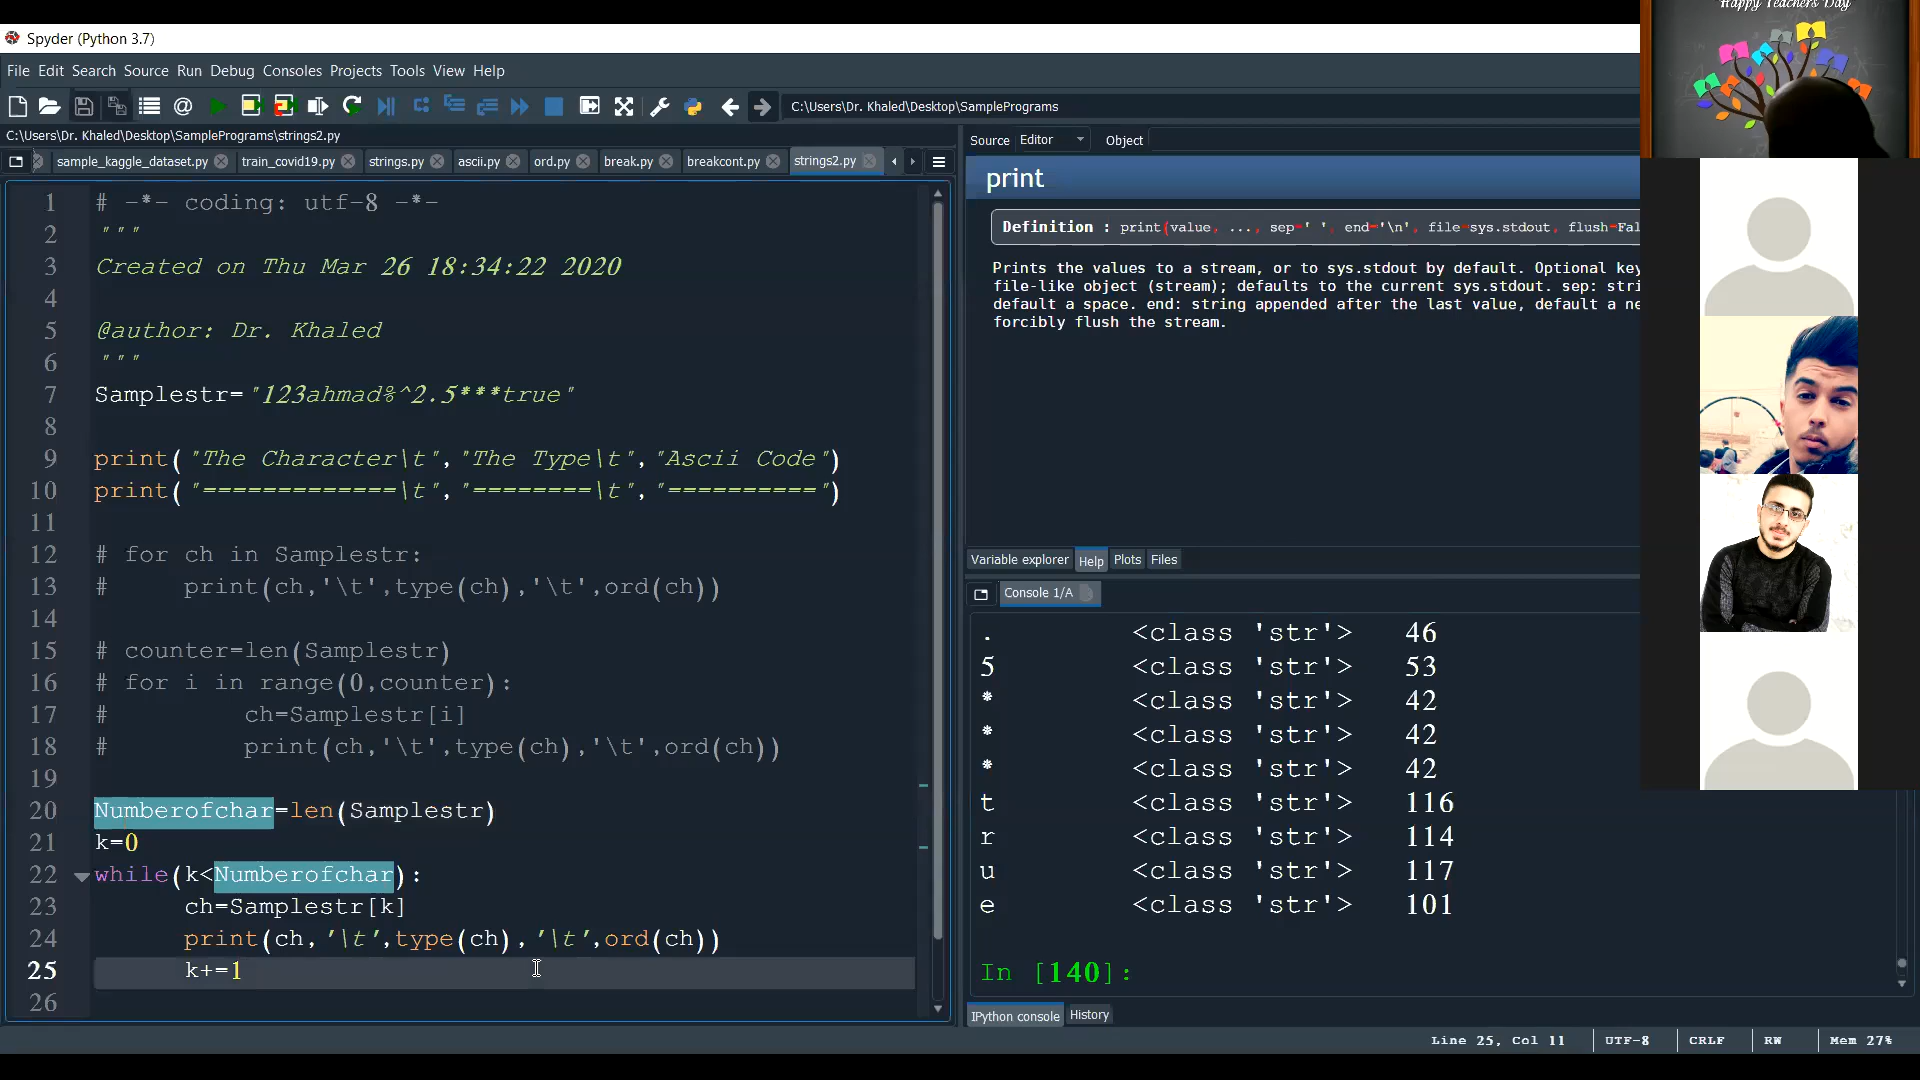 Happy Teachers Day
Spyder (Python 3.7)
File Edit Search Source Run Debug Consoles Projects Tools View Help
C:\Users\Dr. Khaled\Desktop\SamplePrograms
C:\Users\Dr. Khaled\Desktop\SamplePrograms\strings2.py
sample_kaggle_dataset.py train_covid19.py strings.py ascii.py ord.py break.py breakcont.py strings2.py
1 # -*- coding: utf-8 -*-
2 """
3 Created on Thu Mar 26 18:34:22 2020
4
5 @author: Dr. Khaled
6 """
7 Samplestr="123ahmad%^2.5***true"
8
9 print("The Character\t","The Type\t","Ascii Code")
10 print("=============\t","========\t","==========")
11
12 # for ch in Samplestr:
13 #     print(ch,'\t',type(ch),'\t',ord(ch))
14
15 # counter=len(Samplestr)
16 # for i in range(0,counter):
17 #         ch=Samplestr[i]
18 #         print(ch,'\t',type(ch),'\t',ord(ch))
19
20 Numberofchar=len(Samplestr)
21 k=0
22 while(k<Numberofchar):
23       ch=Samplestr[k]
24       print(ch,'\t',type(ch),'\t',ord(ch))
25       k+=1
26
Source Editor Object
print
Definition : print(value, ..., sep=' ', end='\n', file=sys.stdout, flush=Fal
Prints the values to a stream, or to sys.stdout by default. Optional key
file-like object (stream); defaults to the current sys.stdout. sep: stri
default a space. end: string appended after the last value, default a ne
forcibly flush the stream.
Variable explorer Help Plots Files
Console 1/A
. <class 'str'> 46
5 <class 'str'> 53
* <class 'str'> 42
* <class 'str'> 42
* <class 'str'> 42
t <class 'str'> 116
r <class 'str'> 114
u <class 'str'> 117
e <class 'str'> 101
In [140]:
IPython console History
Line 25, Col 11 UTF-8 CRLF RW Mem 27%